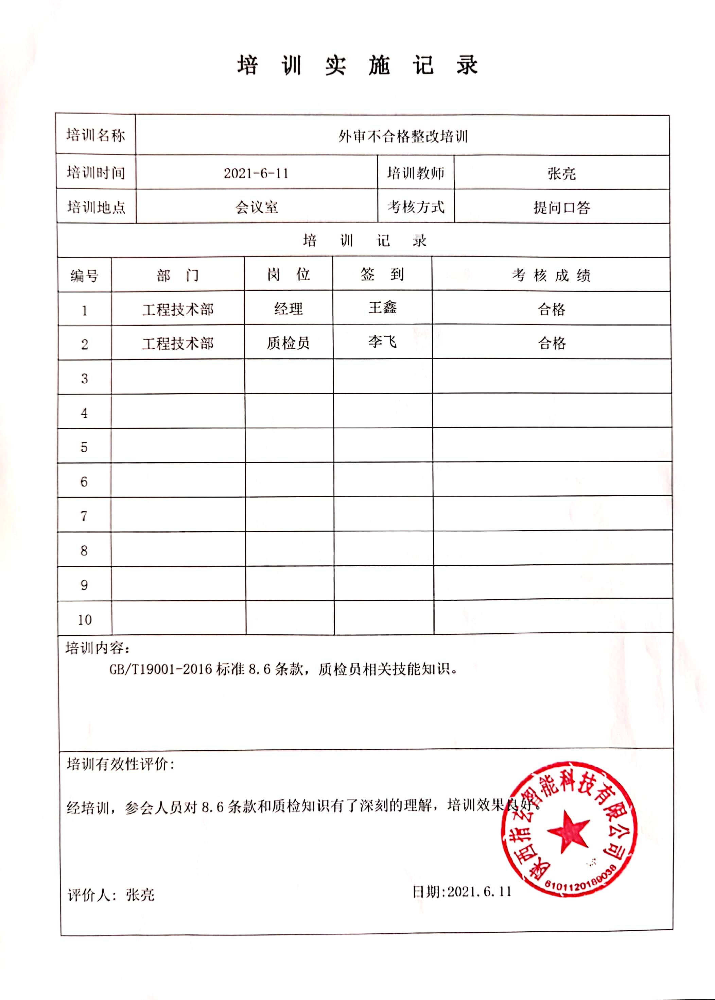 培训实施记录
培训名称 外审不合格整改培训
培训时间 2021-6-11 培训教师 张亮
培训地点 会议室 考核方式 提问口答
培训记录
编号 部门 岗位 签到 考核成绩
1 工程技术部 经理 王鑫 合格
2 工程技术部 质检员 李飞 合格
3
4
5
6
7
8
9
10
培训内容：
GB/T19001-2016标准8.6条款，质检员相关技能知识。
培训有效性评价：
经培训，参会人员对8.6条款和质检知识有了深刻的理解，培训效果良好。
评价人：张亮 日期:2021.6.11
陕西指玄智能科技有限公司
6101120189038